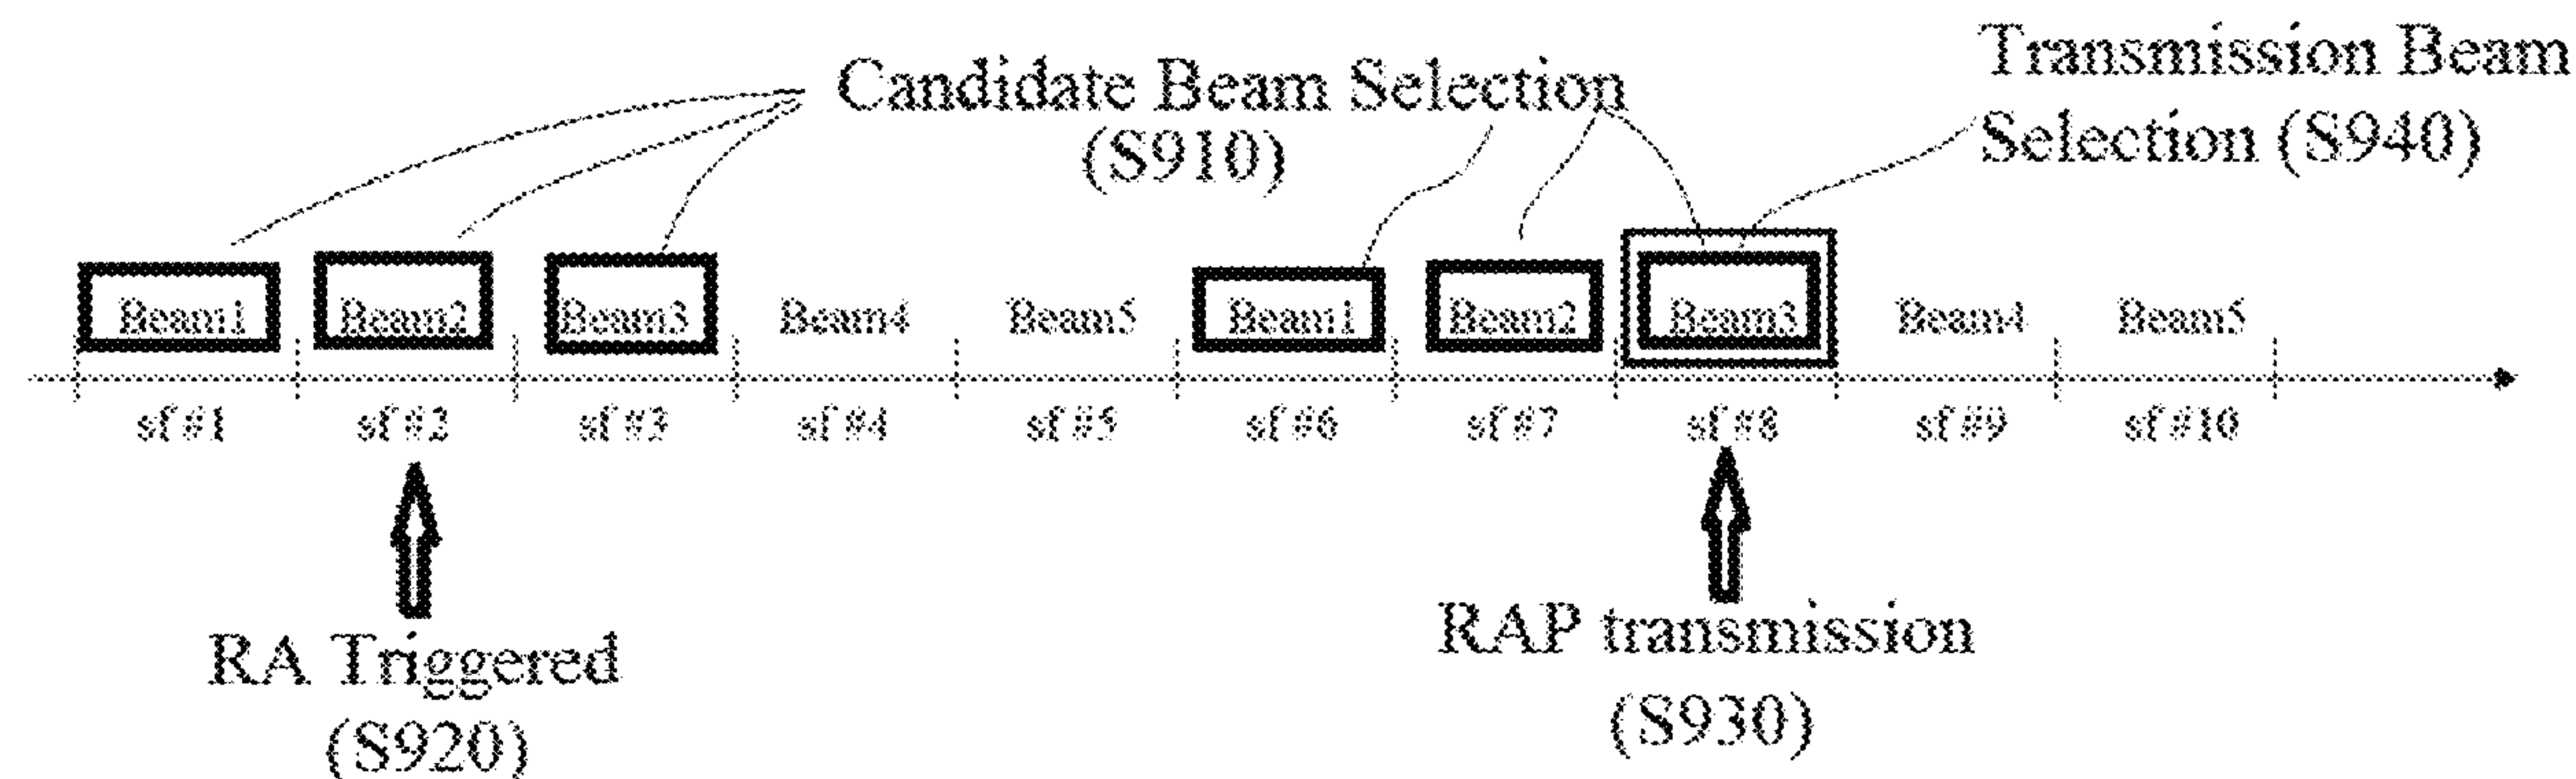 Transmission Beam
Selection (S940)
Candidate Beam Selection
(S910)
Beam1 Beam2 Beam3 Beam4 Beam5 Beam1 Beam2 Beam3 Beam4 Beam5
sf #1 sf #2 sf #3 sf #4 sf #5 sf #6 sf #7 sf #8 sf #9 sf #10
RA Triggered
(S920)
RAP transmission
(S930)